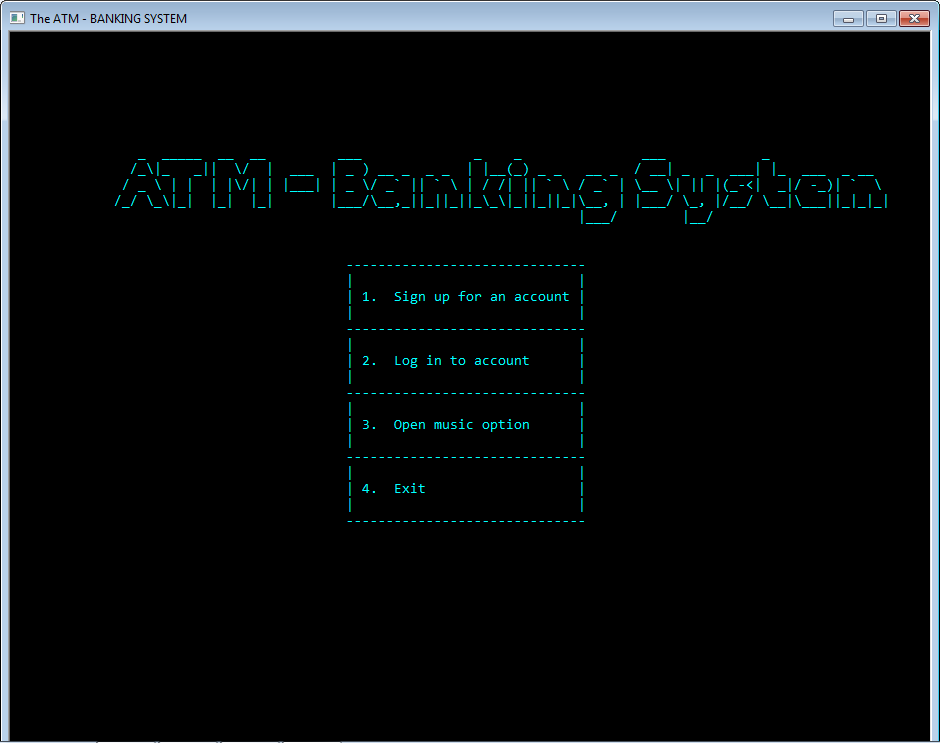 The ATM - BANKING SYSTEM
ATM - Banking System
1. Sign up for an account
2. Log in to account
3. Open music option
4. Exit